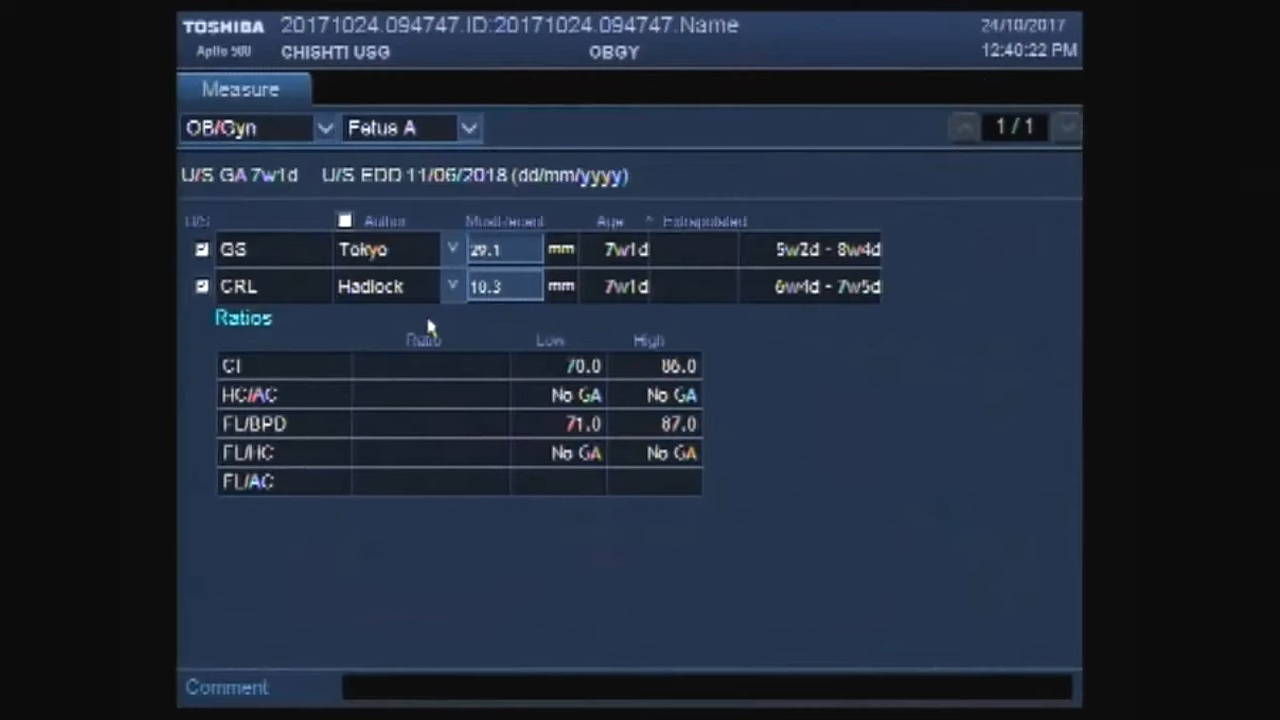 TOSHIBA 20171024.094747.ID:20171024.094747.Name 24/10/2017
Aplio 500 CHISHTI USG OBGY 12:40:22 PM
Measure
OB/Gyn Fetus A 1 / 1
U/S GA 7w1d U/S EDD 11/06/2018 (dd/mm/yyyy)
U/S Author Most recent Age ^ Extrapolated
GS Tokyo 29.1 mm 7w1d 5w2d - 8w4d
CRL Hadlock 10.3 mm 7w1d 6w4d - 7w5d
Ratios
Ratio Low High
CI 70.0 86.0
HC/AC No GA No GA
FL/BPD 71.0 87.0
FL/HC No GA No GA
FL/AC
Comment